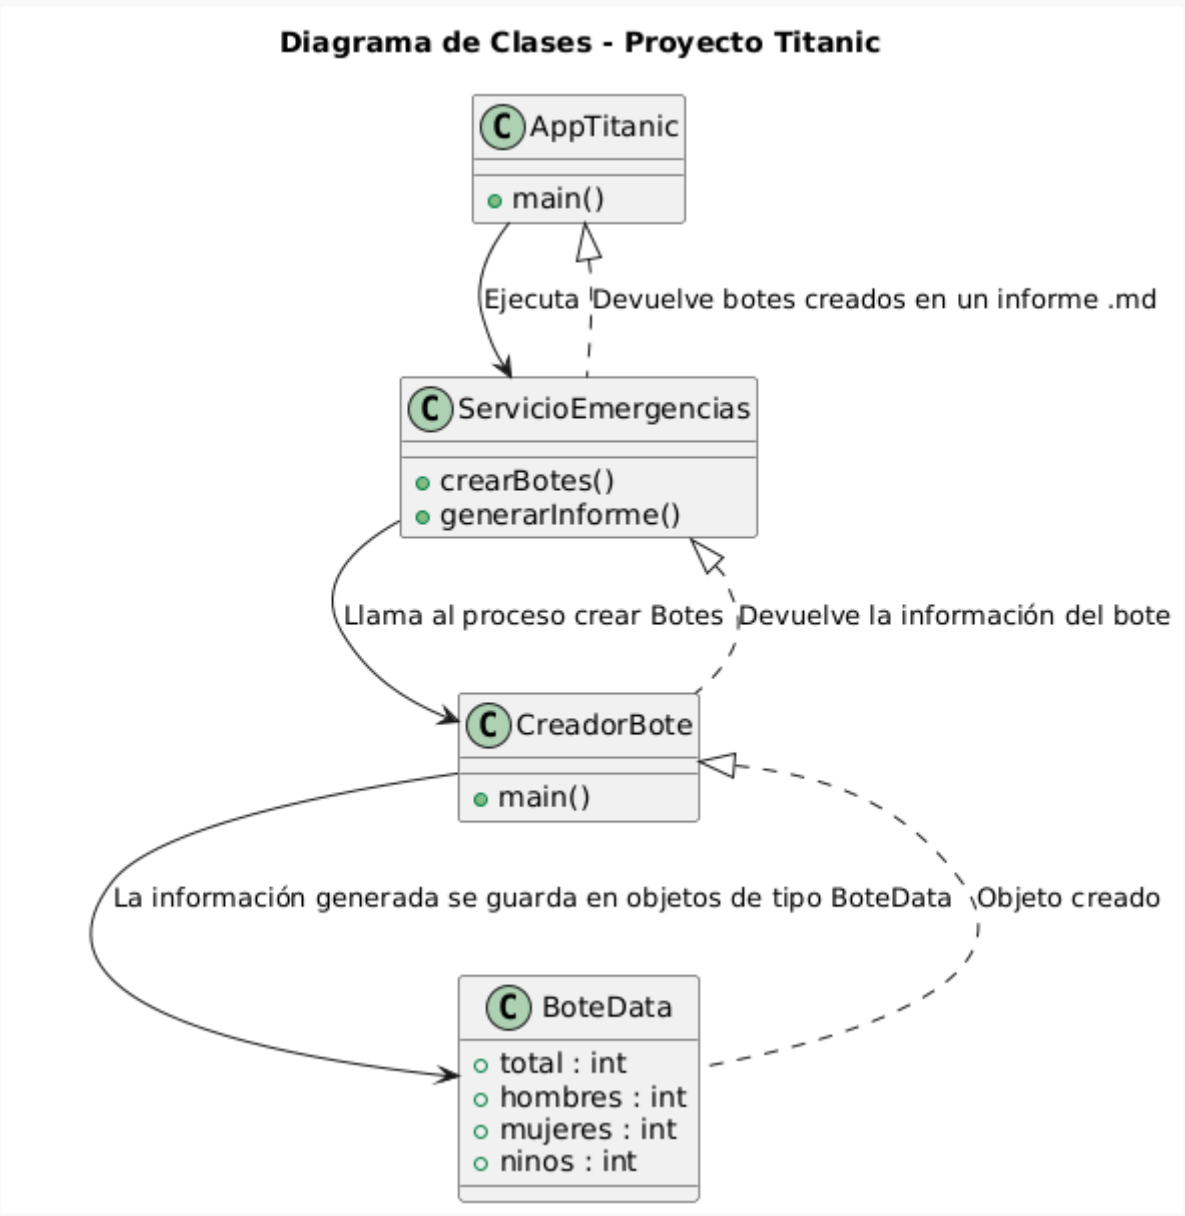 Diagrama de Clases - Proyecto Titanic
C AppTitanic
main()
Ejecuta
Devuelve botes creados en un informe .md
C ServicioEmergencias
crearBotes()
generarInforme()
Llama al proceso crear Botes
Devuelve la información del bote
C CreadorBote
main()
La información generada se guarda en objetos de tipo BoteData
Objeto creado
C BoteData
total : int
hombres : int
mujeres : int
ninos : int